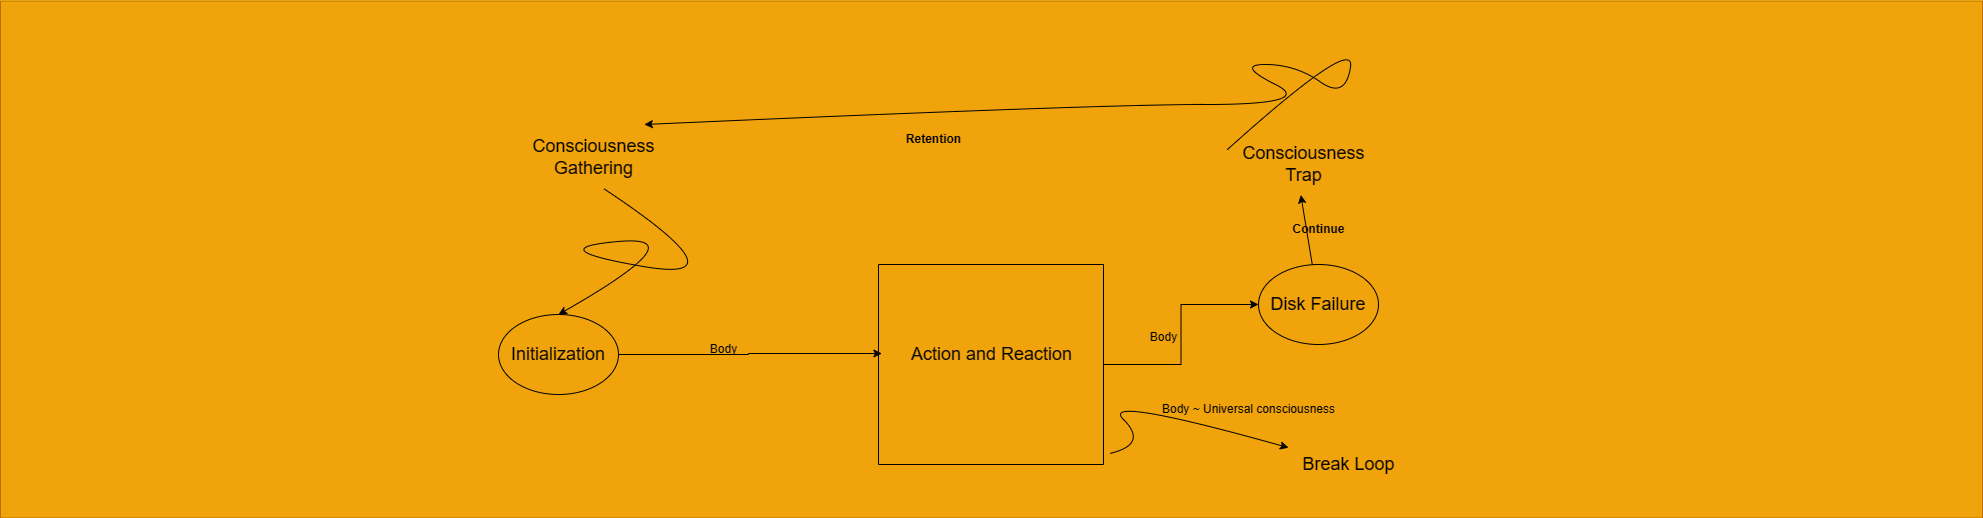 Retention
Consciousness
Gathering
Consciousness
Trap
Continue
Disk Failure
Body
Initialization
Body
Action and Reaction
Body ~ Universal consciousness
Break Loop